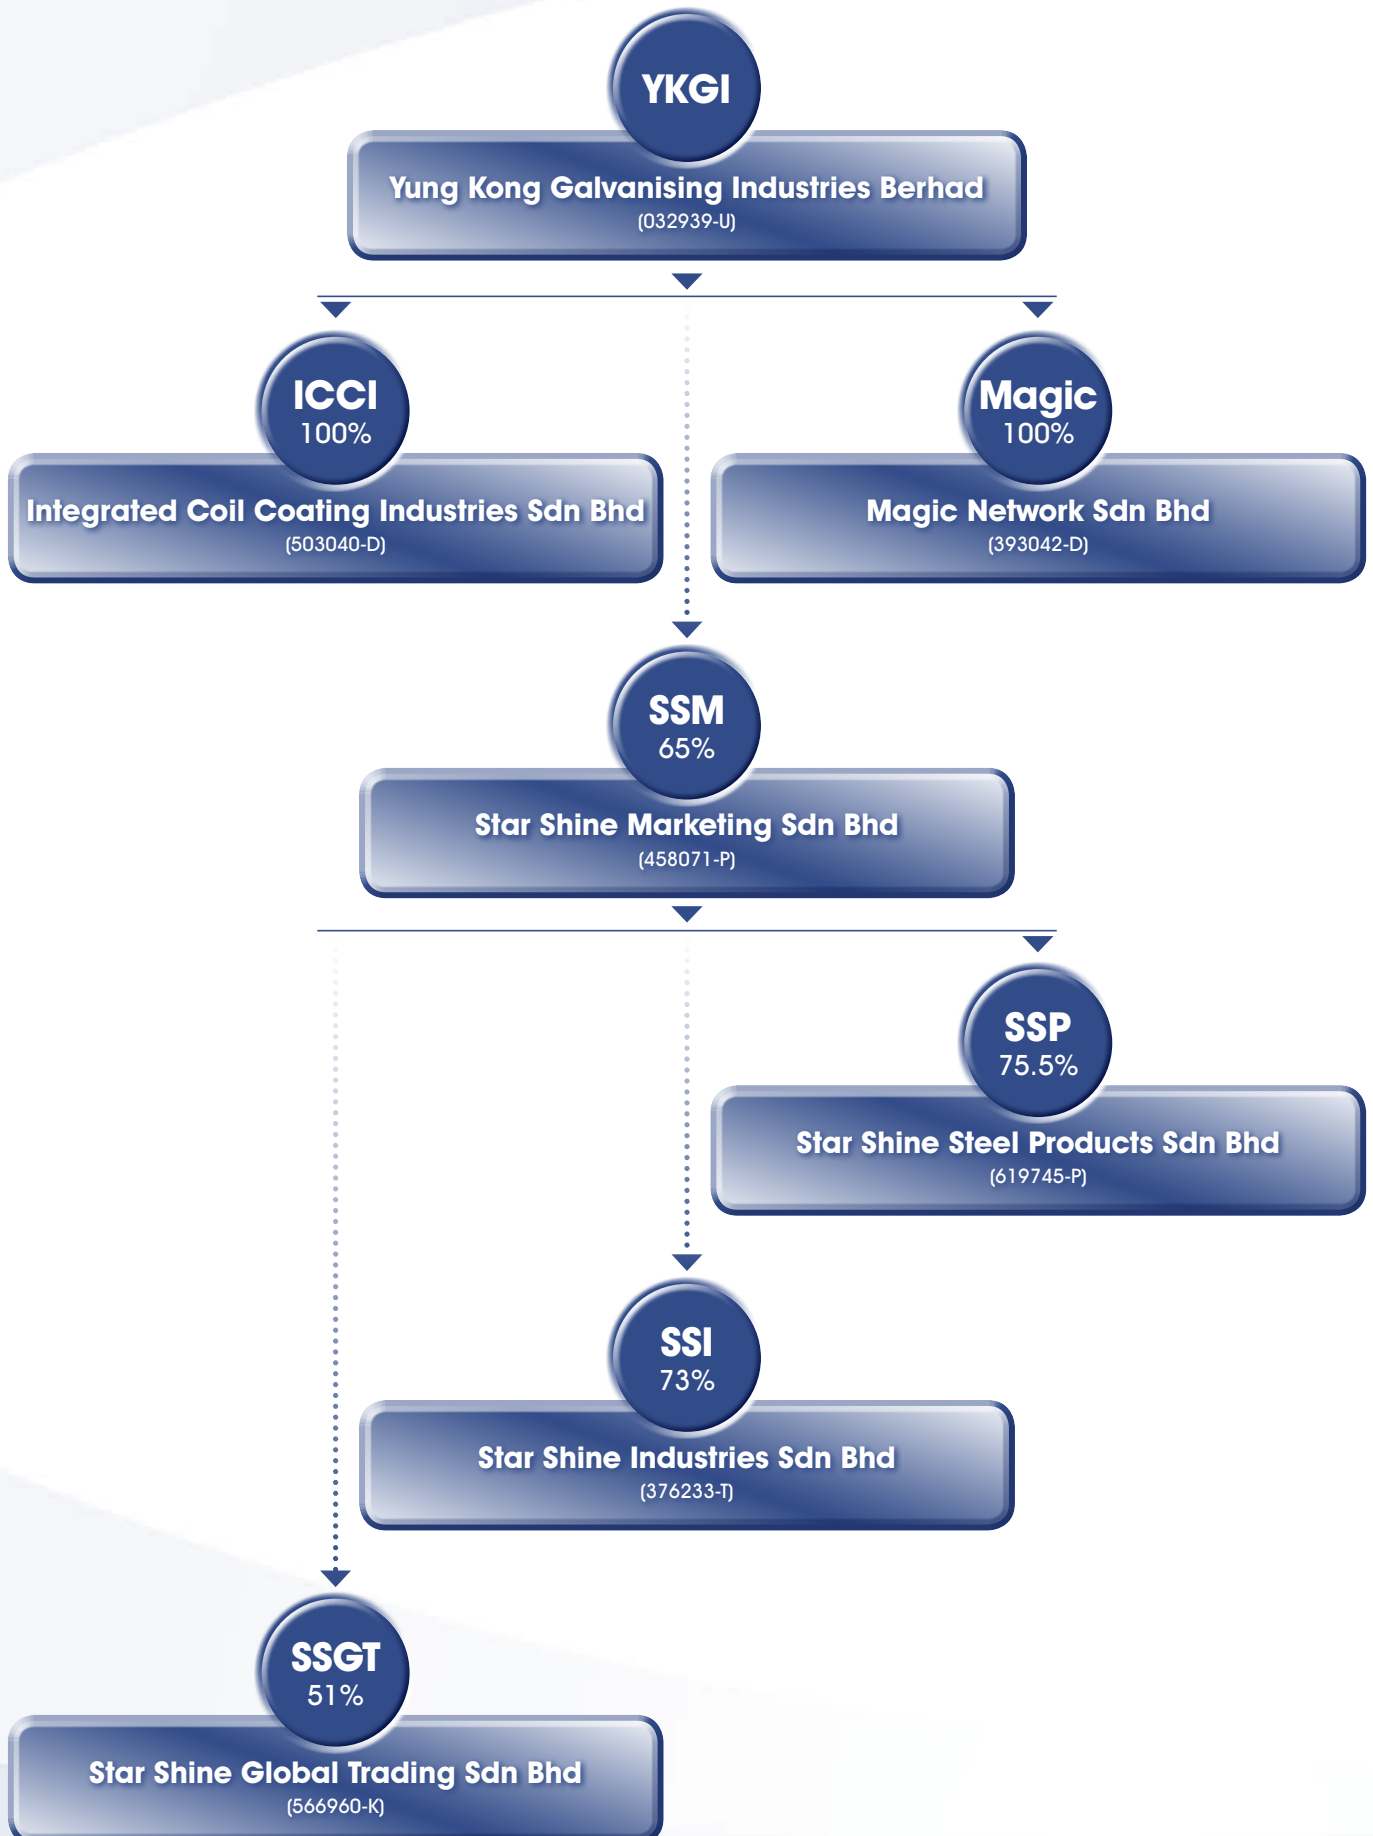 YKGI
Yung Kong Galvanising Industries Berhad
(032939-U)
ICCI
100%
Integrated Coil Coating Industries Sdn Bhd
(503040-D)
Magic
100%
Magic Network Sdn Bhd
(393042-D)
SSM
65%
Star Shine Marketing Sdn Bhd
(458071-P)
SSP
75.5%
Star Shine Steel Products Sdn Bhd
(619745-P)
SSI
73%
Star Shine Industries Sdn Bhd
(376233-T)
SSGT
51%
Star Shine Global Trading Sdn Bhd
(566960-K)